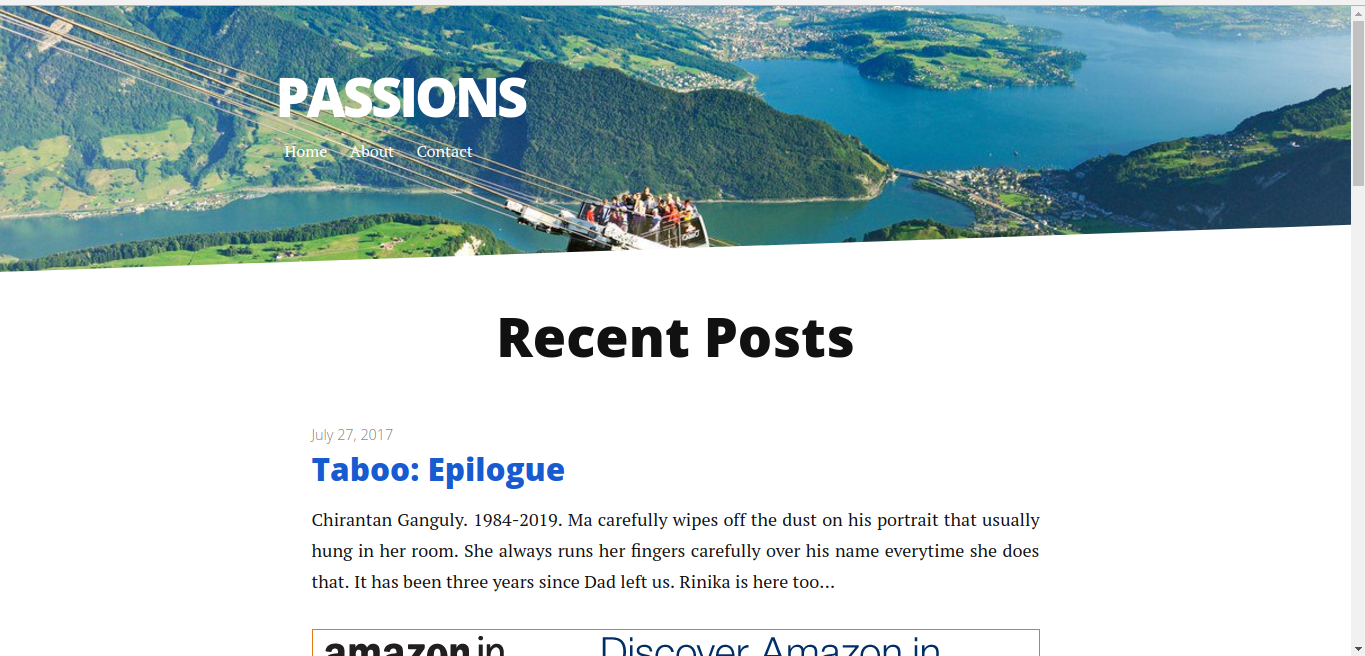 PASSIONS
Home About Contact
Recent Posts
July 27, 2017
Taboo: Epilogue
Chirantan Ganguly. 1984-2019. Ma carefully wipes off the dust on his portrait that usually
hung in her room. She always runs her fingers carefully over his name everytime she does
that. It has been three years since Dad left us. Rinika is here too...
amazon.in Discover Amazon.in